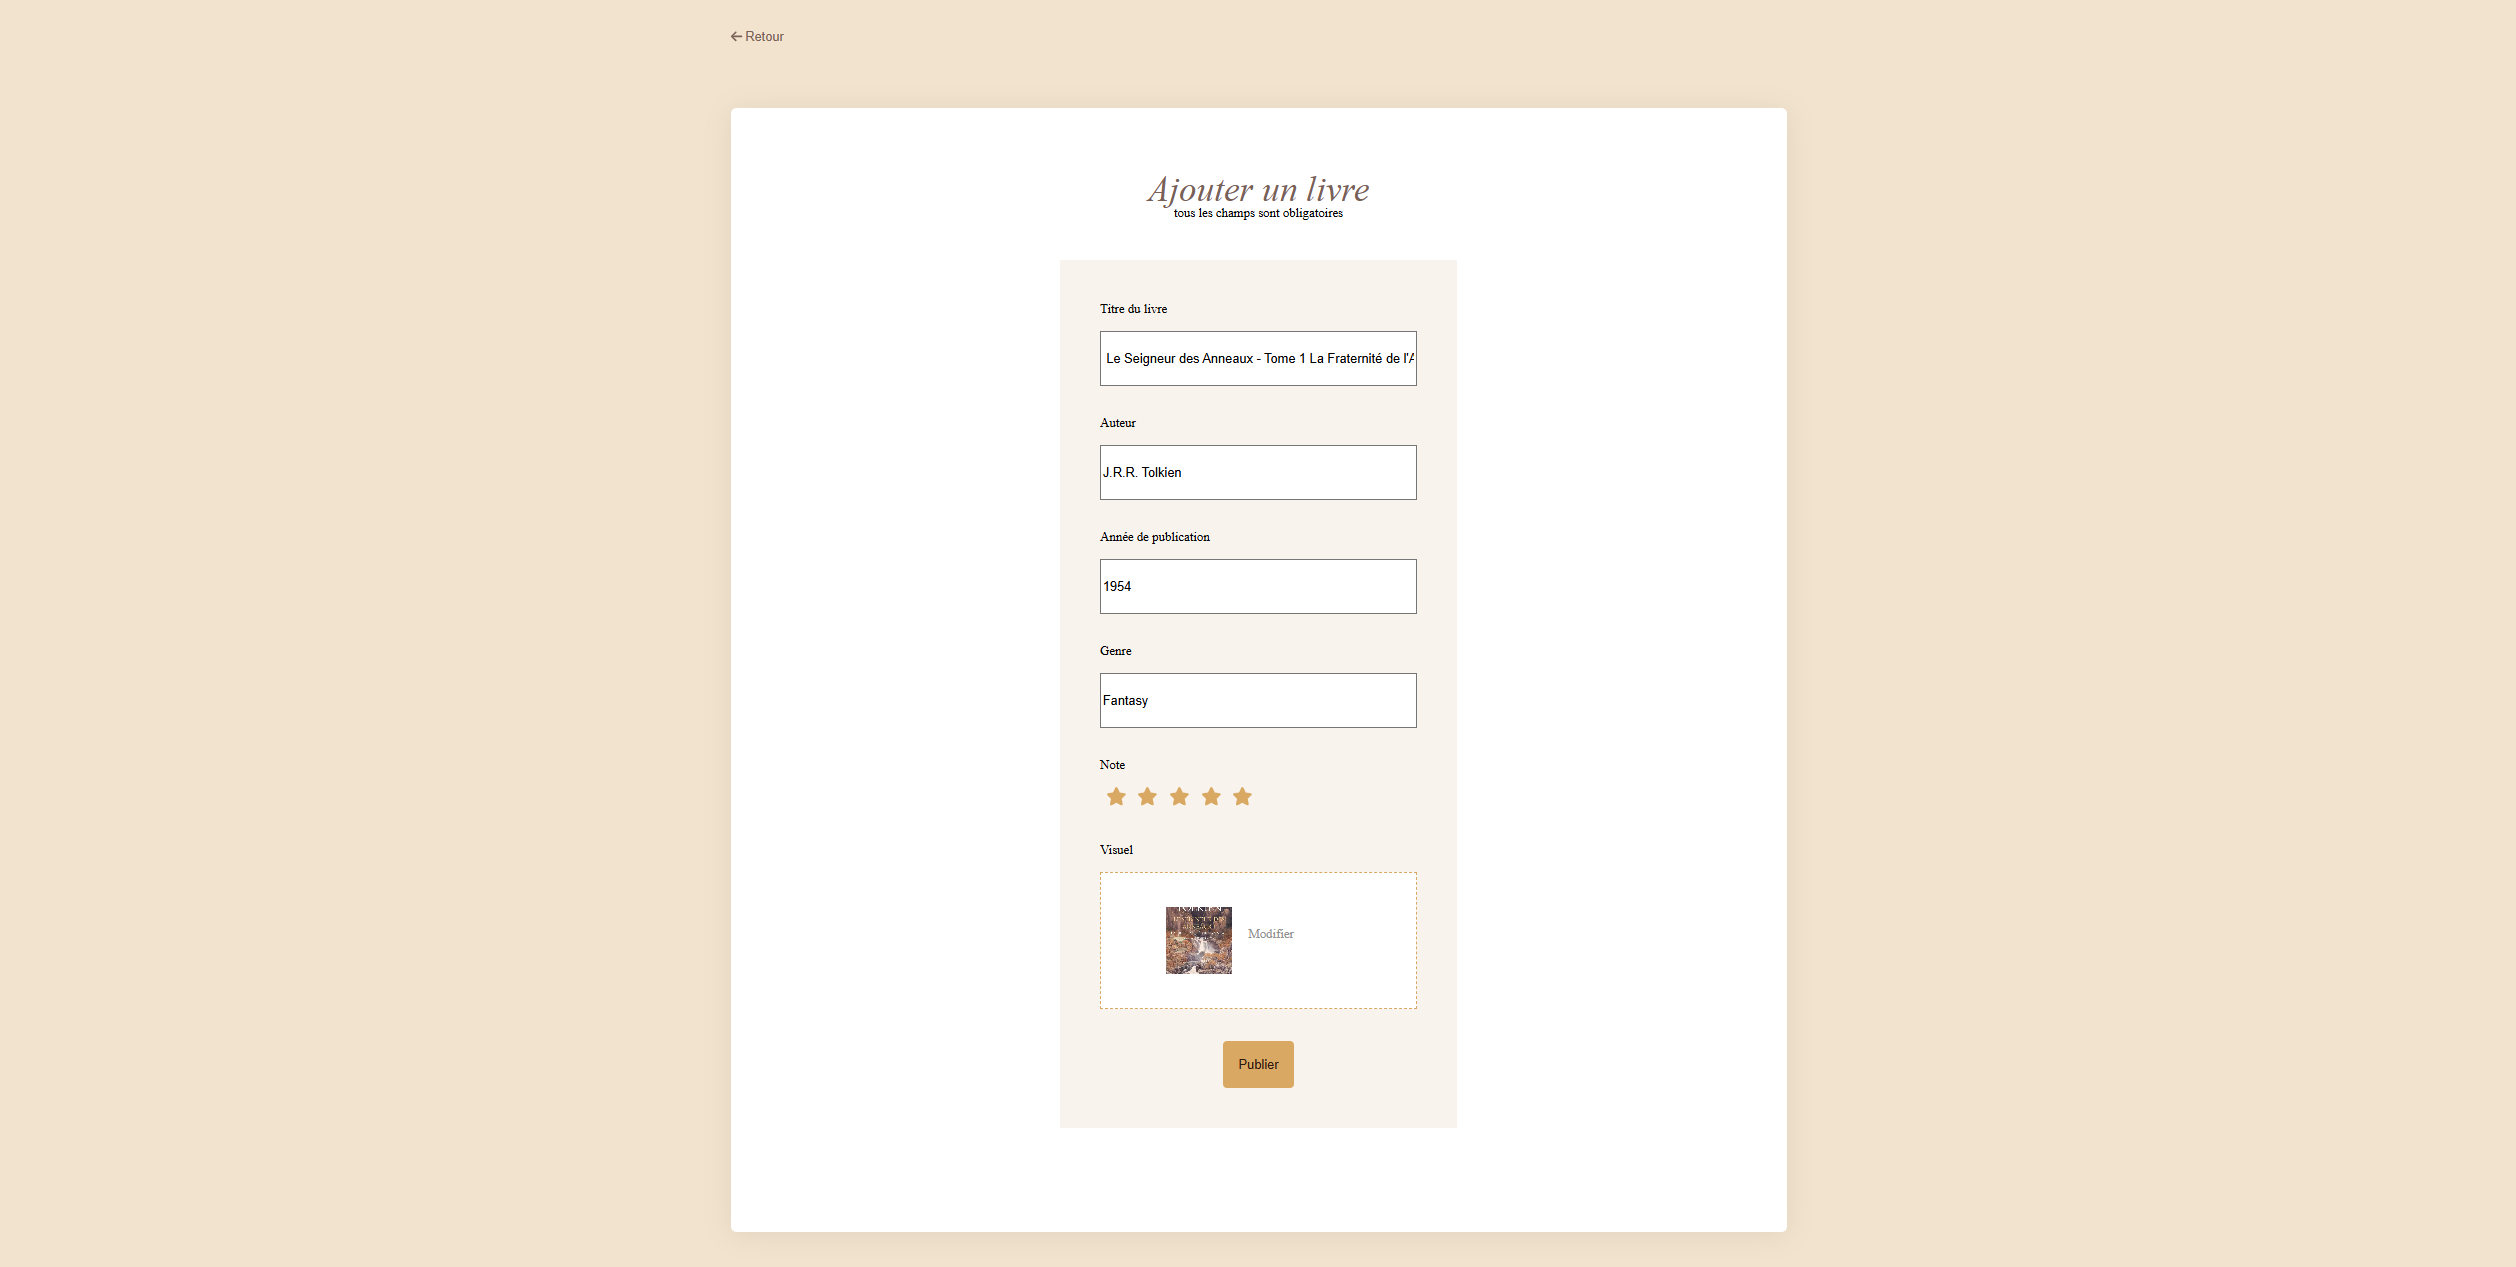 Retour
Ajouter un livre
tous les champs sont obligatoires
Titre du livre
Le Seigneur des Anneaux - Tome 1 La Fraternité de l'A
Auteur
J.R.R. Tolkien
Année de publication
1954
Genre
Fantasy
Note
Visuel
Modifier
Publier